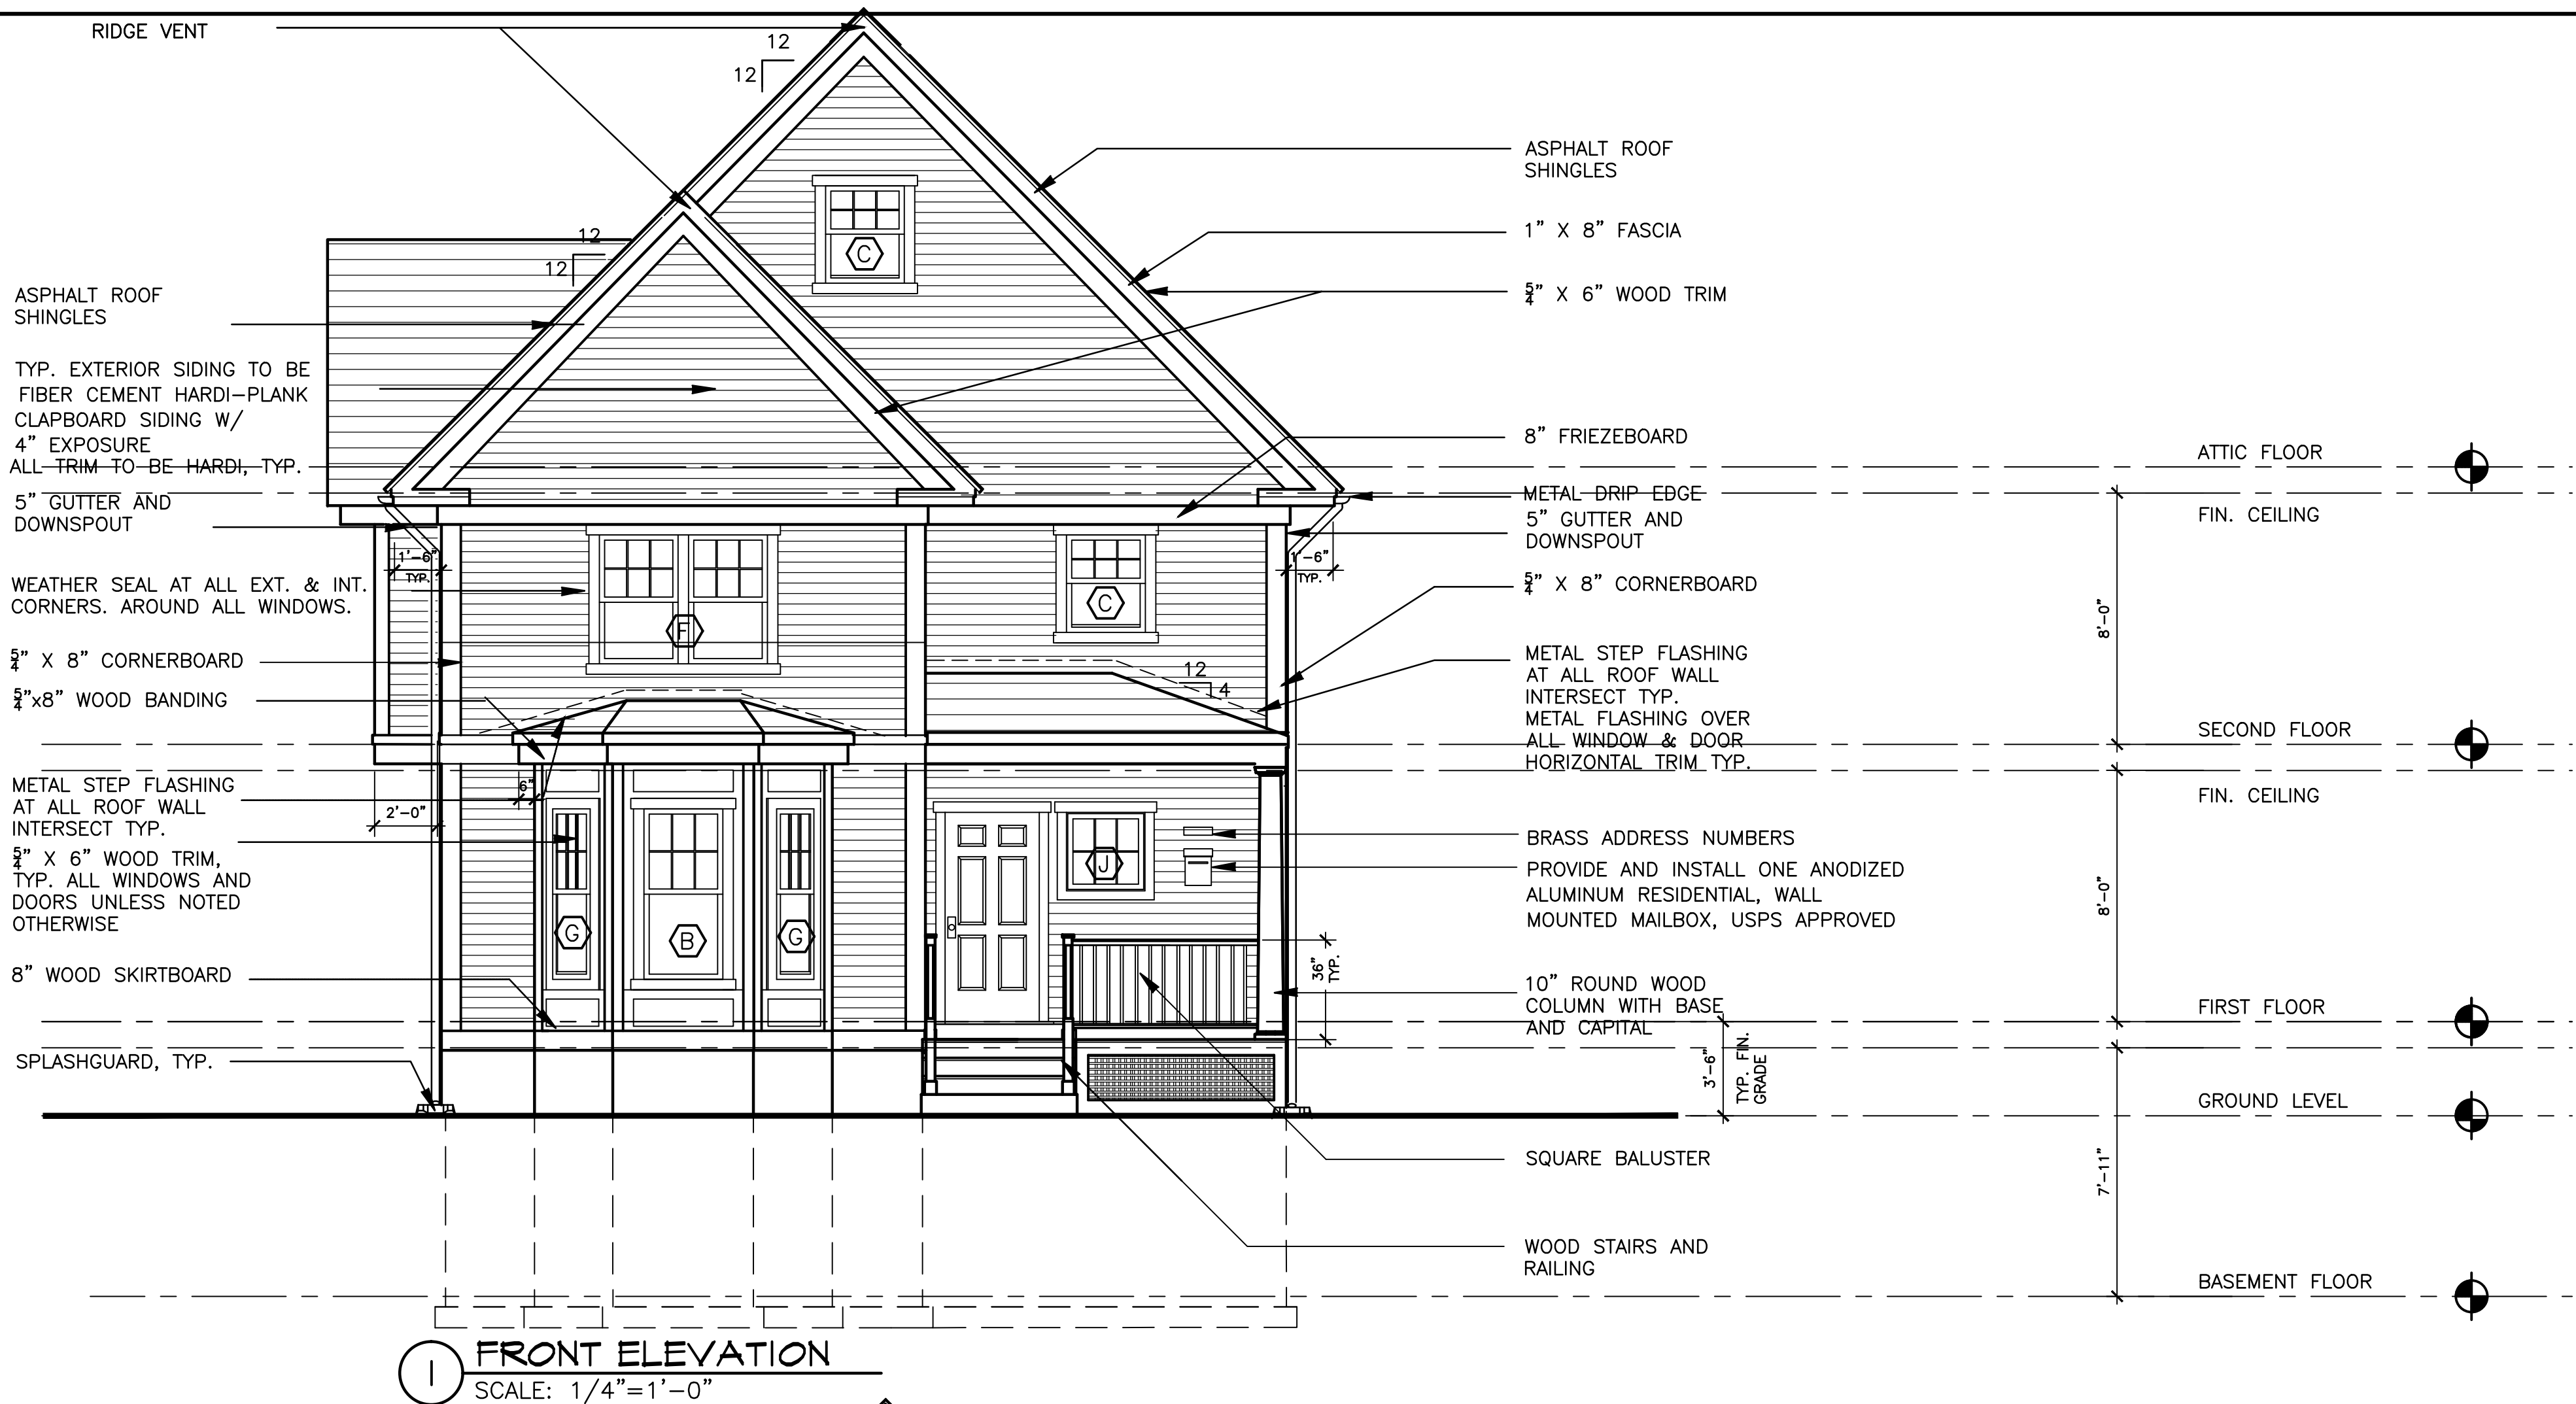 RIDGE VENT
12
12
12
12
ASPHALT ROOF
SHINGLES
TYP. EXTERIOR SIDING TO BE
FIBER CEMENT HARDI-PLANK
CLAPBOARD SIDING W/
4" EXPOSURE
ALL TRIM TO BE HARDI, TYP.
5" GUTTER AND
DOWNSPOUT
1'-6"
TYP.
WEATHER SEAL AT ALL EXT. & INT.
CORNERS. AROUND ALL WINDOWS.
5/4" X 8" CORNERBOARD
5/4"x8" WOOD BANDING
METAL STEP FLASHING
AT ALL ROOF WALL
INTERSECT TYP.
2'-0"
6"
5/4" X 6" WOOD TRIM,
TYP. ALL WINDOWS AND
DOORS UNLESS NOTED
OTHERWISE
8" WOOD SKIRTBOARD
SPLASHGUARD, TYP.
C
F
C
G
B
G
J
12
4
1'-6"
TYP.
36"
TYP.
ASPHALT ROOF
SHINGLES
1" X 8" FASCIA
5/4" X 6" WOOD TRIM
8" FRIEZEBOARD
METAL DRIP EDGE
5" GUTTER AND
DOWNSPOUT
5/4" X 8" CORNERBOARD
METAL STEP FLASHING
AT ALL ROOF WALL
INTERSECT TYP.
METAL FLASHING OVER
ALL WINDOW & DOOR
HORIZONTAL TRIM TYP.
BRASS ADDRESS NUMBERS
PROVIDE AND INSTALL ONE ANODIZED
ALUMINUM RESIDENTIAL, WALL
MOUNTED MAILBOX, USPS APPROVED
10" ROUND WOOD
COLUMN WITH BASE
AND CAPITAL
3'-6"
TYP. FIN.
GRADE
SQUARE BALUSTER
WOOD STAIRS AND
RAILING
8'-0"
8'-0"
7'-11"
ATTIC FLOOR
FIN. CEILING
SECOND FLOOR
FIN. CEILING
FIRST FLOOR
GROUND LEVEL
BASEMENT FLOOR
1
FRONT ELEVATION
SCALE: 1/4"=1'-0"